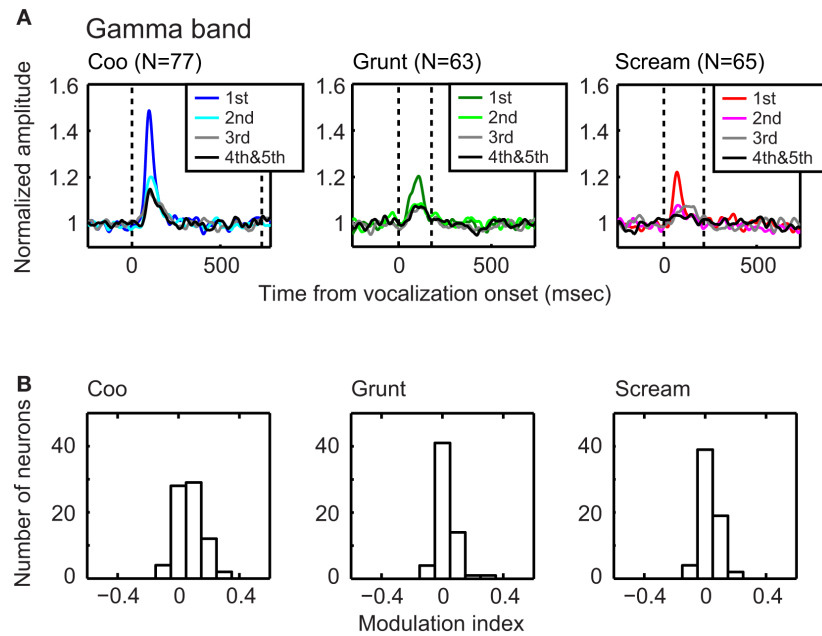 A
Gamma band
Coo (N=77)
Grunt (N=63)
Scream (N=65)
Normalized amplitude
1.6
1.4
1.2
1
1st
2nd
3rd
4th&5th
0
500
1.6
1.4
1.2
1
1st
2nd
3rd
4th&5th
0
500
1.6
1.4
1.2
1
1st
2nd
3rd
4th&5th
0
500
Time from vocalization onset (msec)
B
Coo
Grunt
Scream
Number of neurons
40
20
0
−0.4
0
0.4
40
20
0
−0.4
0
0.4
40
20
0
−0.4
0
0.4
Modulation index